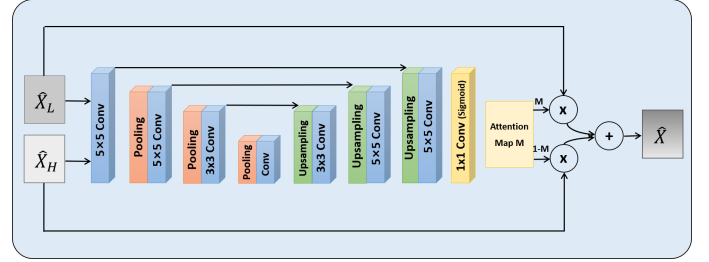 X̂_L
X̂_H
5×5 Conv
Pooling
5×5 Conv
Pooling
3x3 Conv
Pooling
Conv
Upsampling
3x3 Conv
Upsampling
5×5 Conv
Upsampling
5×5 Conv
1x1 Conv (Sigmoid)
Attention
Map M
M
1-M
x
x
+
X̂